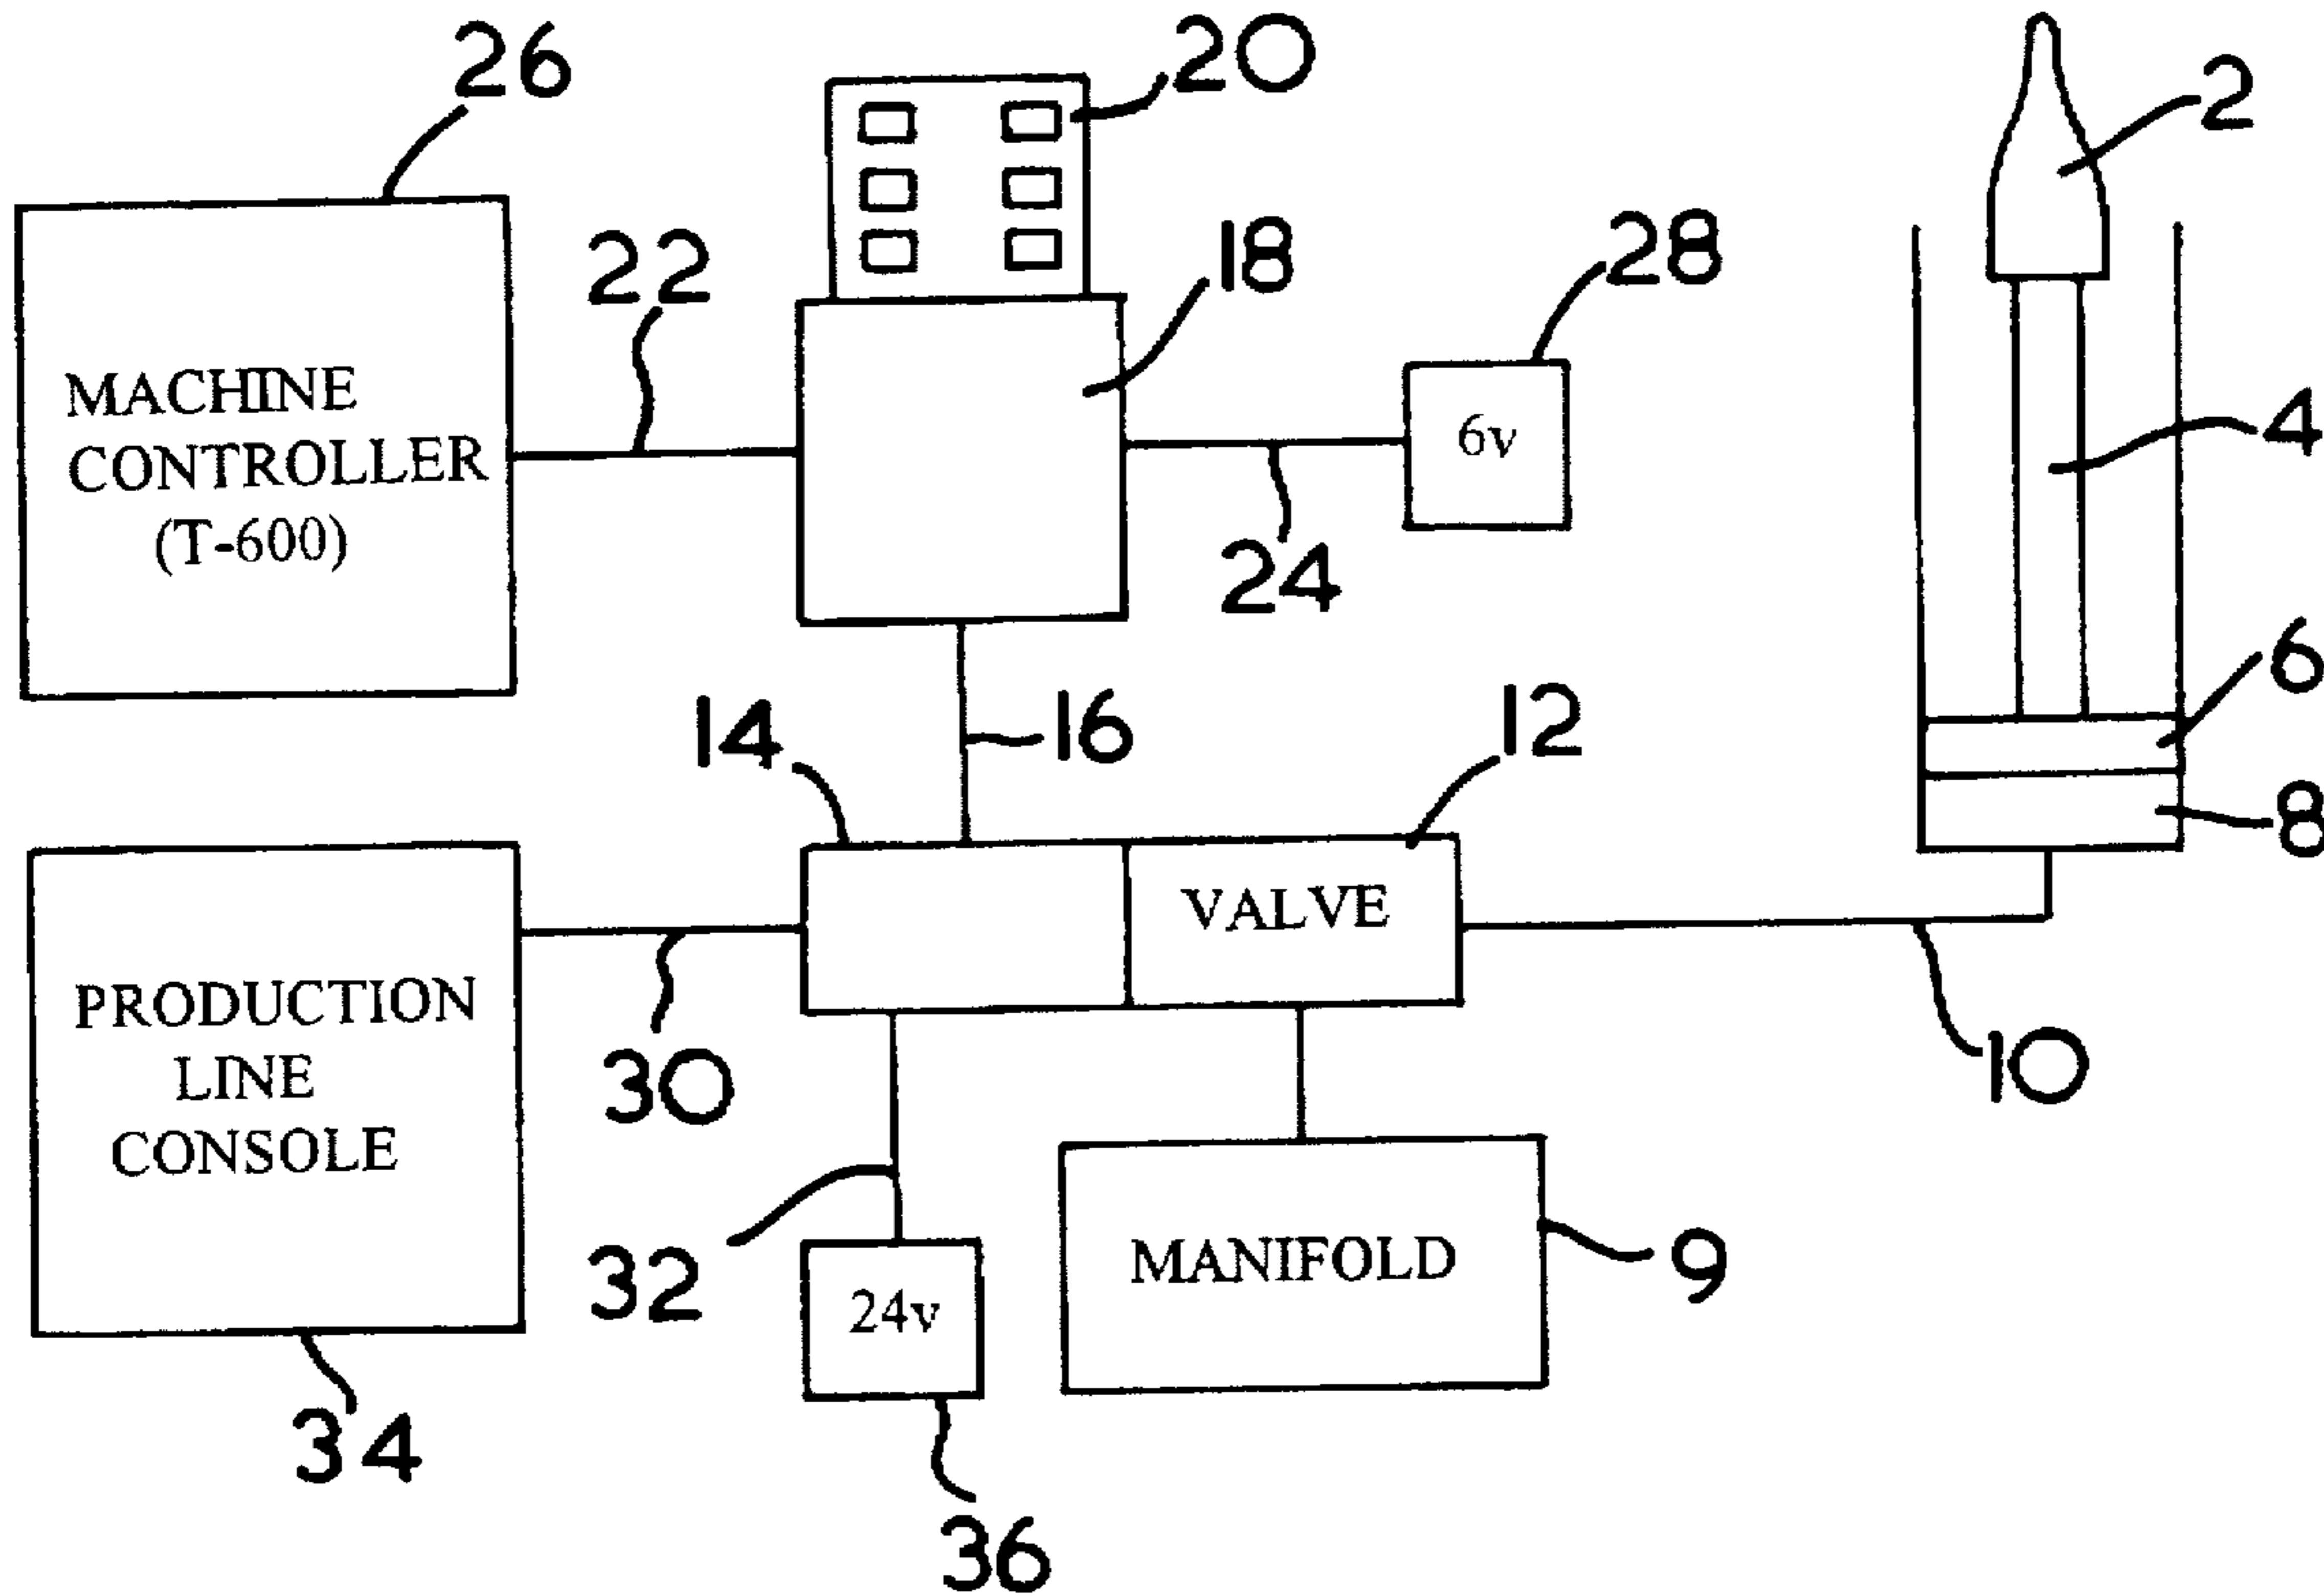 26
20
2
22
18
28
MACHINE
CONTROLLER
(T-600)
6v
4
24
6
14
16
12
8
VALVE
PRODUCTION
LINE
CONSOLE
30
10
32
24v
MANIFOLD
9
34
36